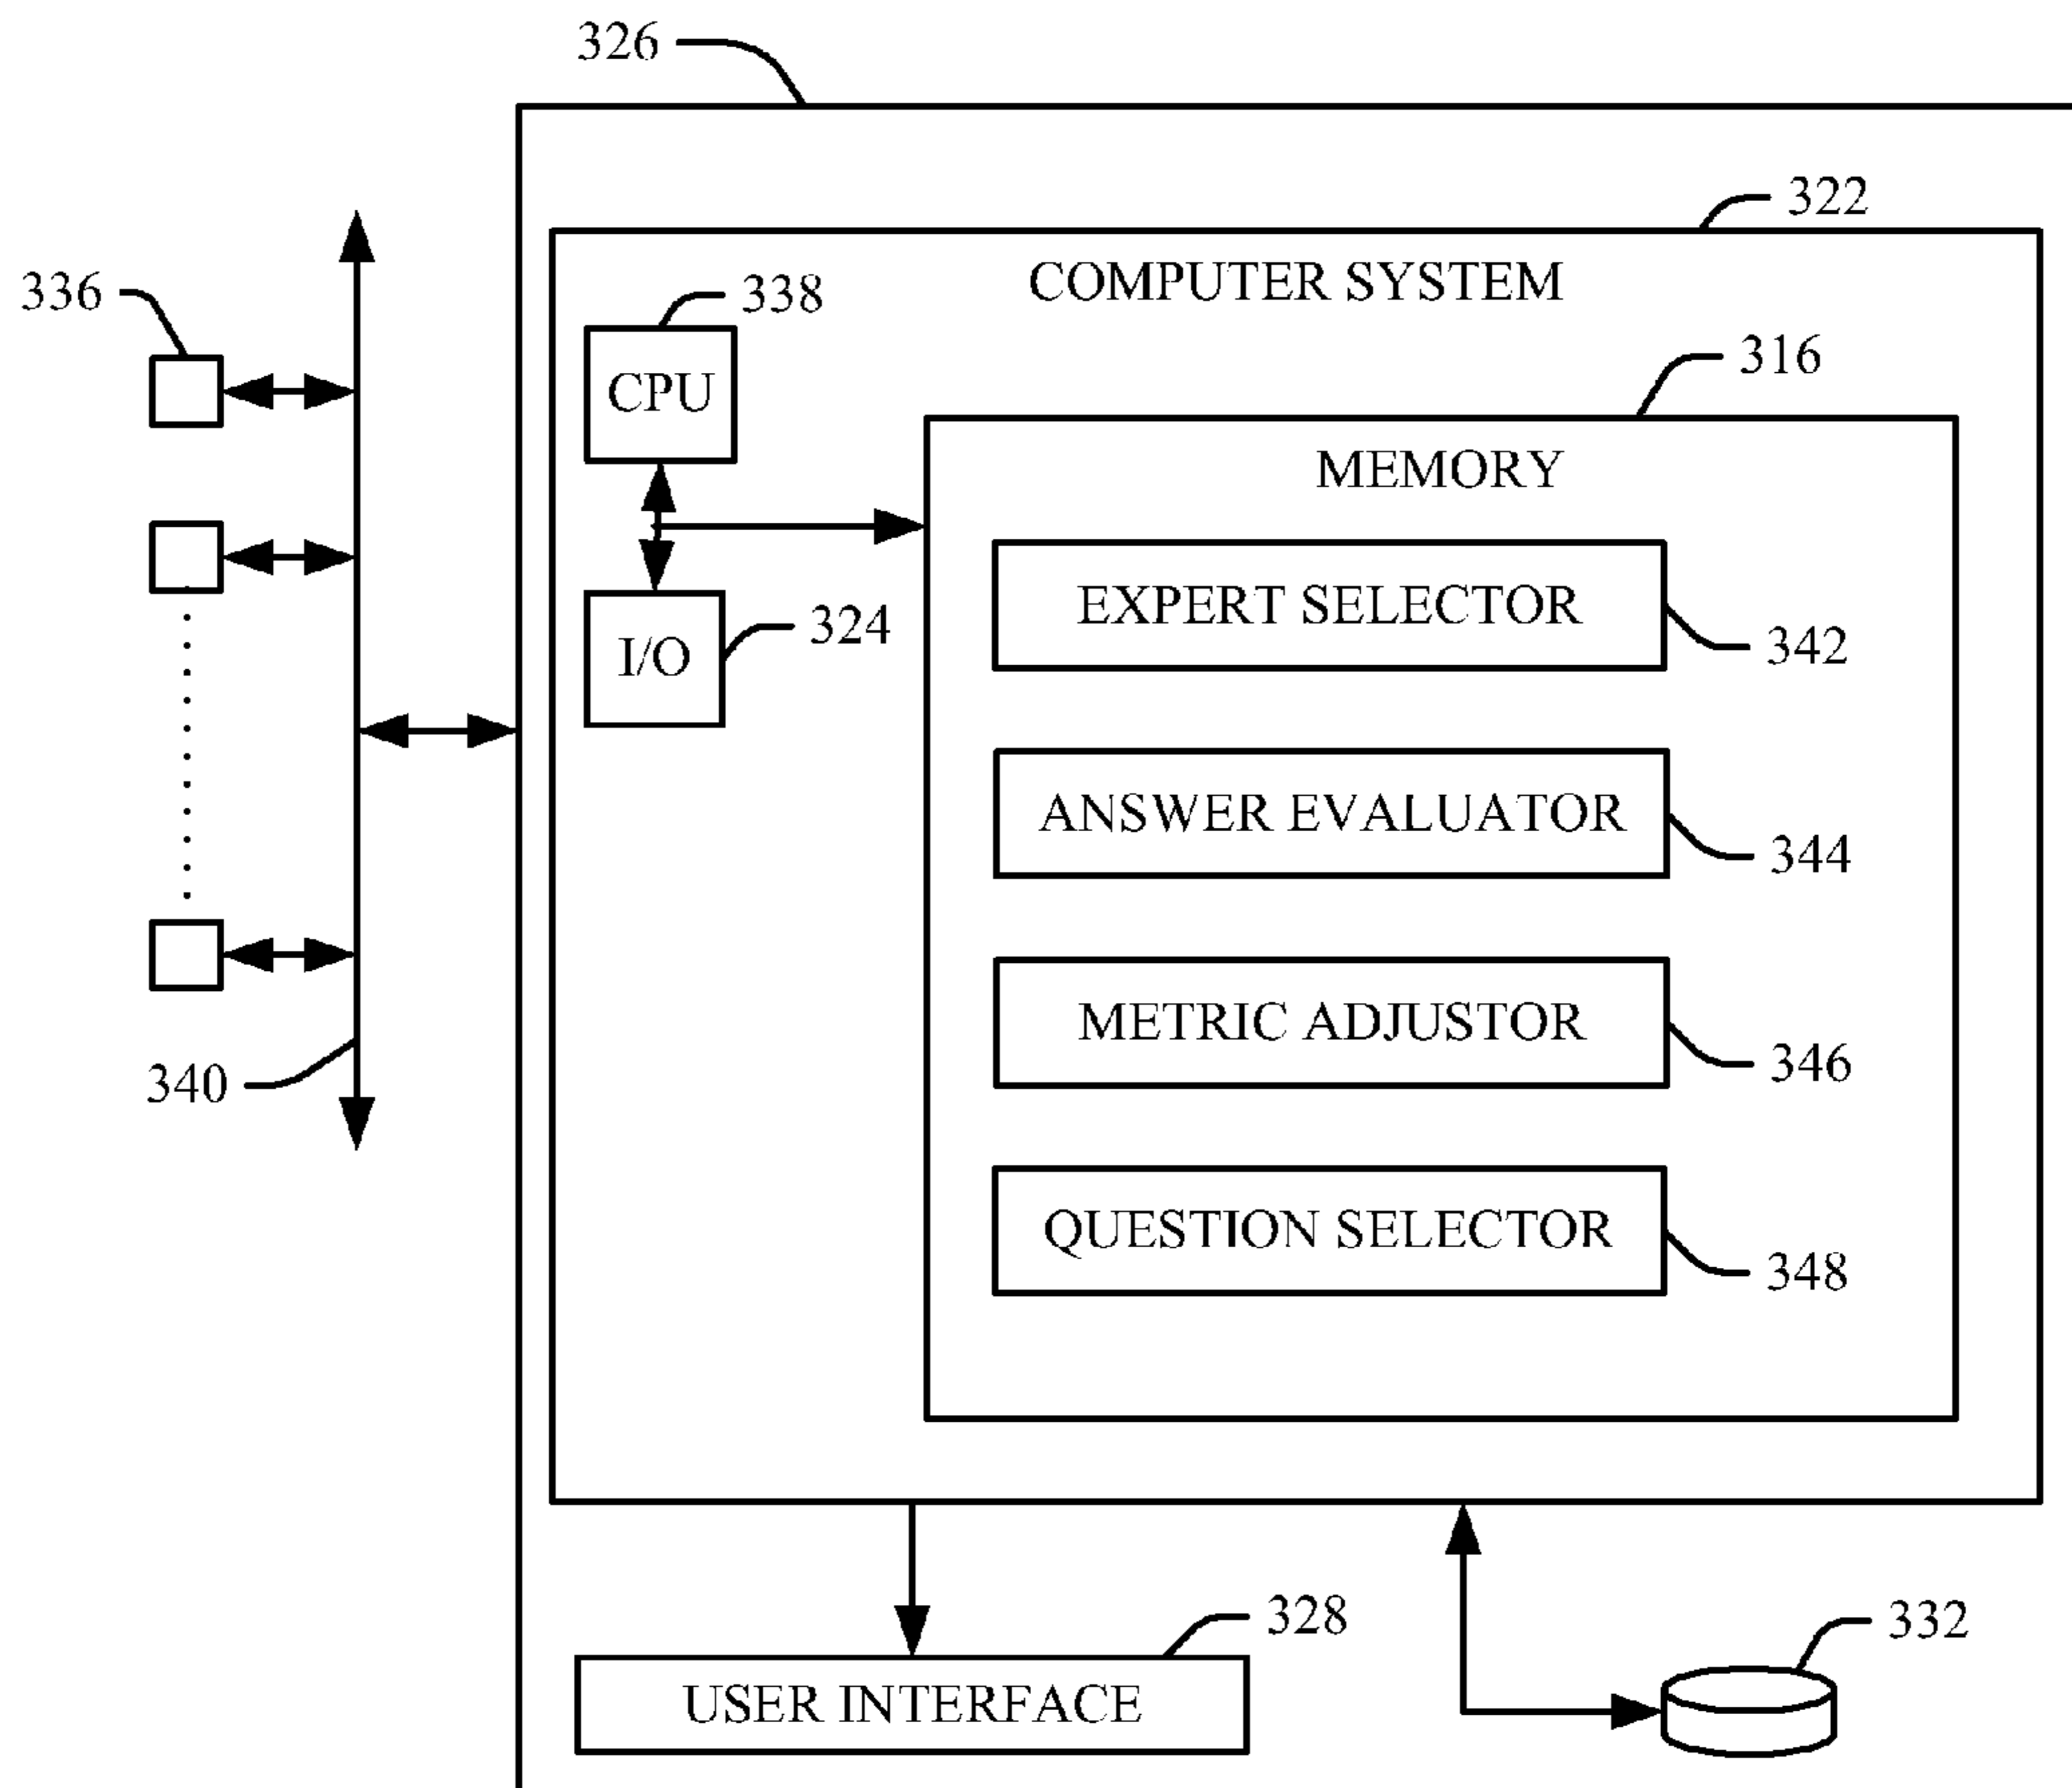 326
322
COMPUTER SYSTEM
336
338
316
CPU
MEMORY
EXPERT SELECTOR
324
342
I/O
ANSWER EVALUATOR
344
METRIC ADJUSTOR
346
340
QUESTION SELECTOR
348
328
332
USER INTERFACE